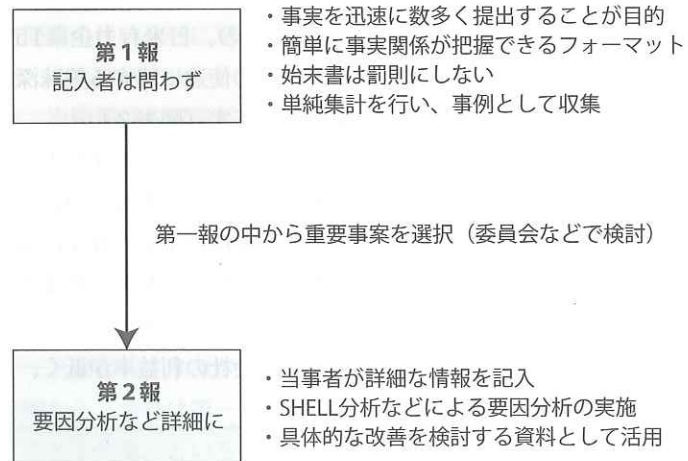 第１報
記入者は問わず
・事実を迅速に数多く提出することが目的
・簡単に事実関係が把握できるフォーマット
・始末書は罰則にしない
・単純集計を行い、事例として収集
第一報の中から重要事案を選択（委員会などで検討）
第２報
要因分析など詳細に
・当事者が詳細な情報を記入
・SHELL分析などによる要因分析の実施
・具体的な改善を検討する資料として活用